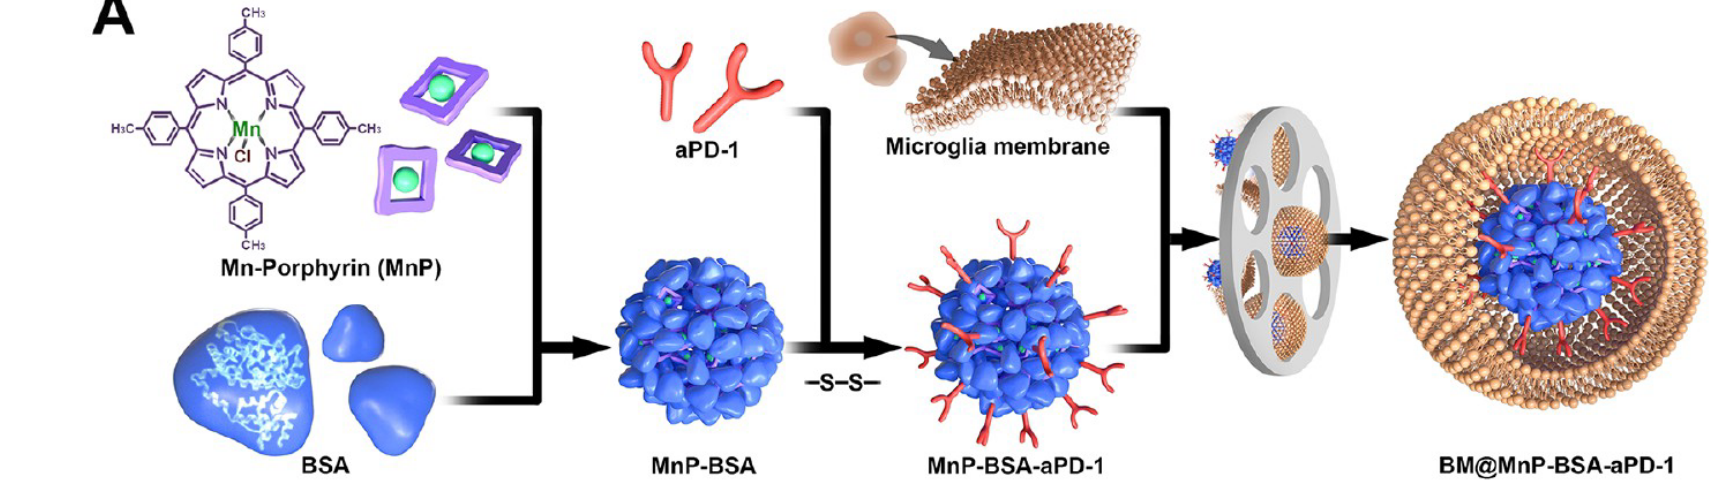 A
CH₃
H₃C
CH₃
N
N
Mn
Cl
N
N
CH₃
Mn-Porphyrin (MnP)
BSA
aPD-1
Microglia membrane
–S–S–
MnP-BSA
MnP-BSA-aPD-1
BM@MnP-BSA-aPD-1